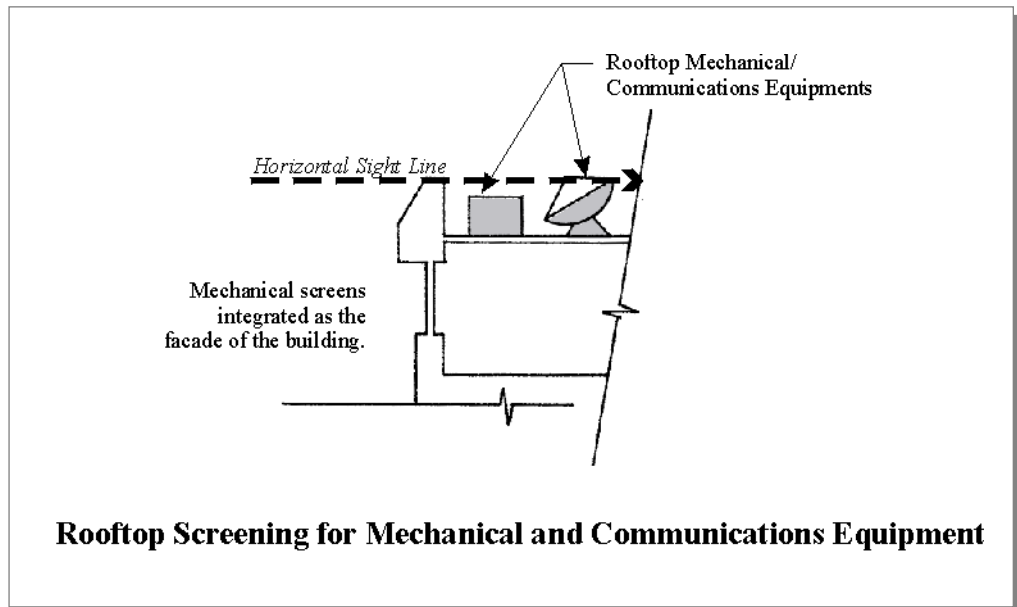 Rooftop Mechanical/
Communications Equipments
Horizontal Sight Line
Mechanical screens
integrated as the
facade of the building.
Rooftop Screening for Mechanical and Communications Equipment